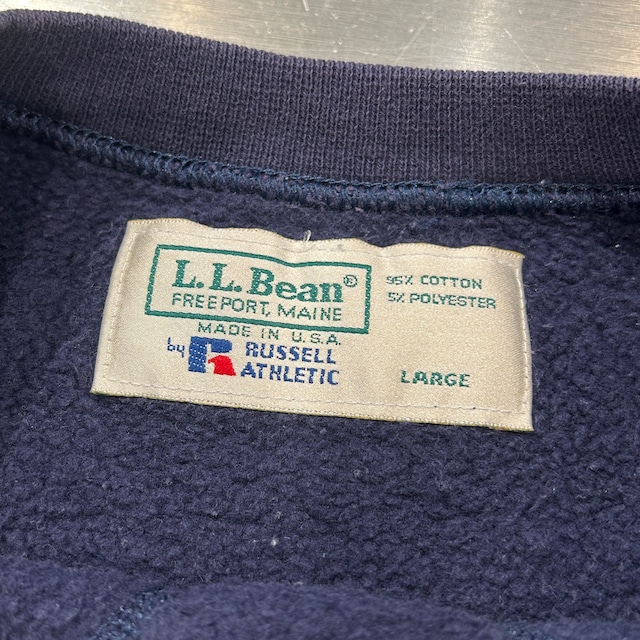 L.L.Bean®
FREEPORT, MAINE
MADE IN U.S.A.
by R RUSSELL
ATHLETIC
95% COTTON
5% POLYESTER
LARGE